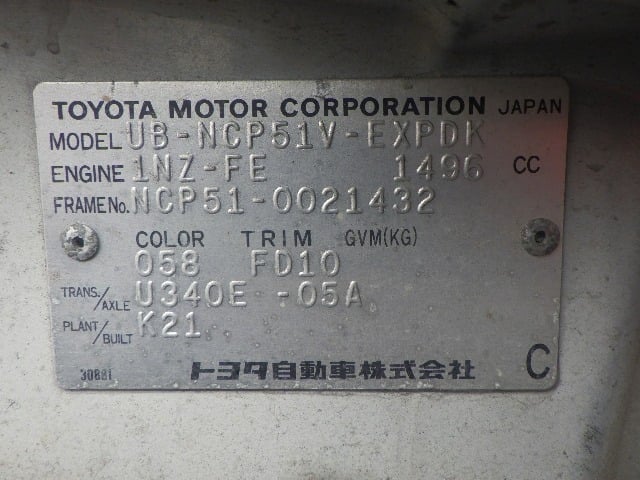 TOYOTA MOTOR CORPORATION JAPAN
MODEL UB-NCP51V-EXPDK
ENGINE 1NZ-FE 1496 CC
FRAME No. NCP51-0021432
COLOR TRIM GVM(KG)
058 FD10
TRANS./AXLE U340E -05A
PLANT/BUILT K21
30881 トヨタ自動車株式会社 C